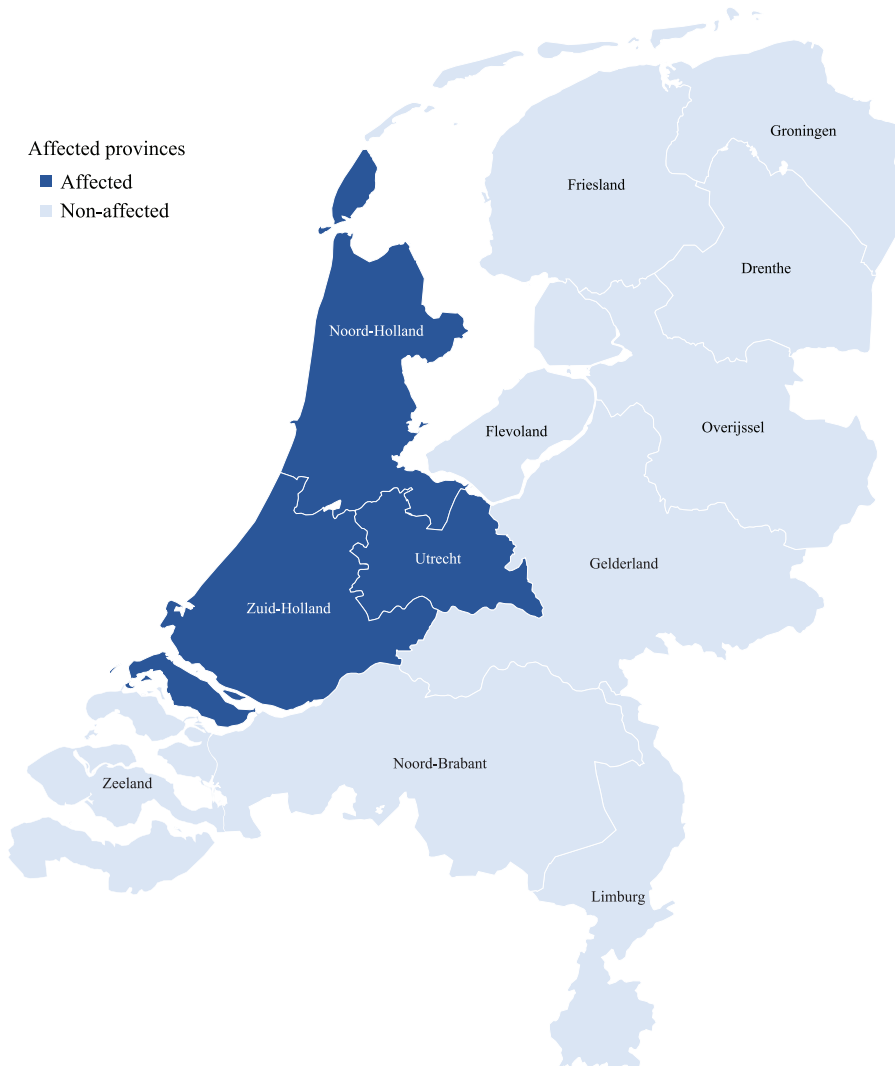 Affected provinces
Affected
Non-affected
Groningen
Friesland
Drenthe
Noord-Holland
Overijssel
Flevoland
Utrecht
Gelderland
Zuid-Holland
Noord-Brabant
Zeeland
Limburg